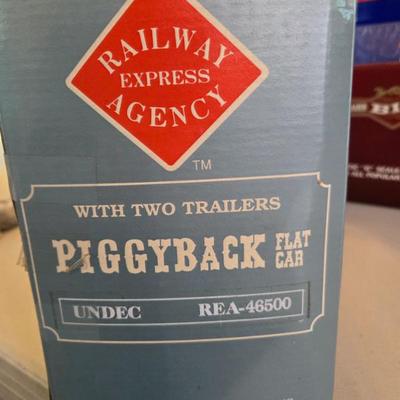 RAILWAY
EXPRESS
AGENCY
TM
WITH TWO TRAILERS
PIGGYBACK FLAT CAR
UNDEC REA-46500